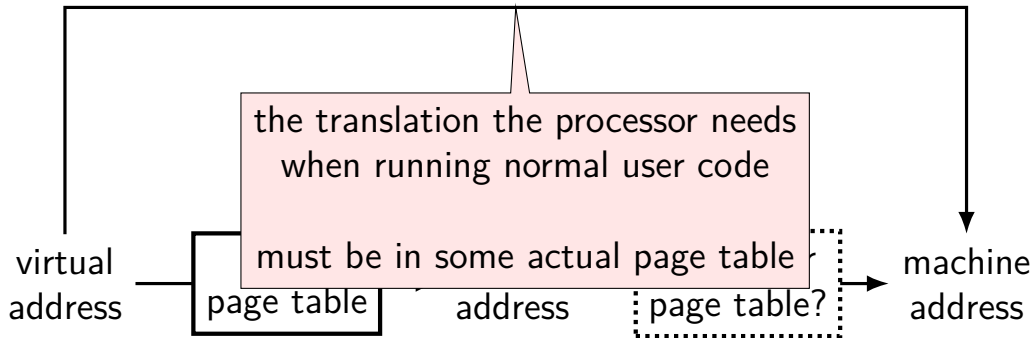 the translation the processor needs
when running normal user code
must be in some actual page table
virtual
address
page table
address
page table?
machine
address